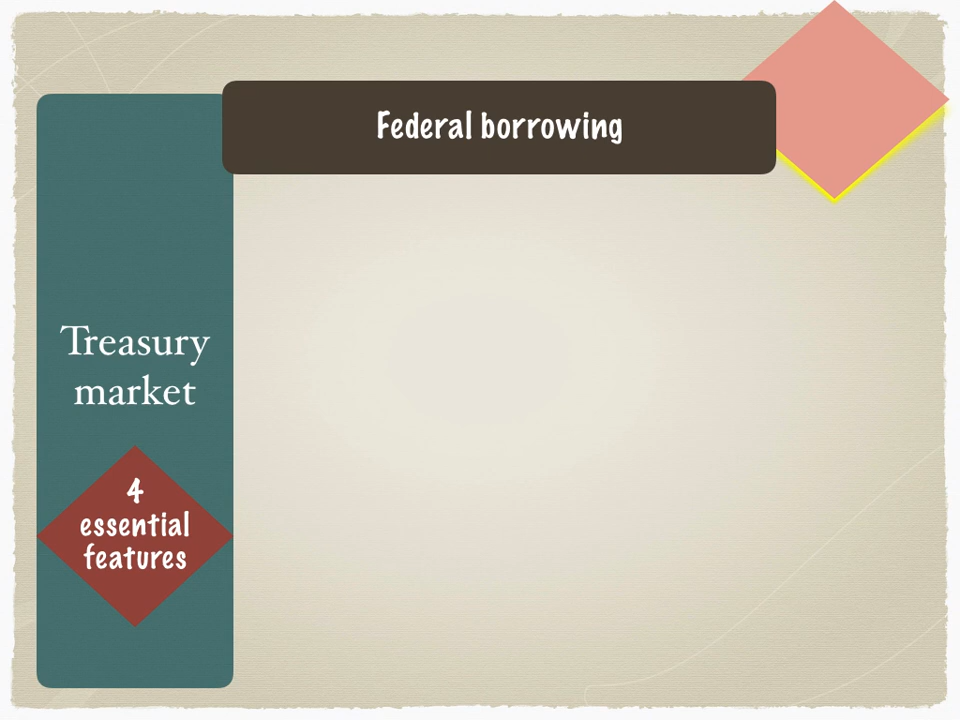 Federal borrowing
Treasury
market
4
essential
features